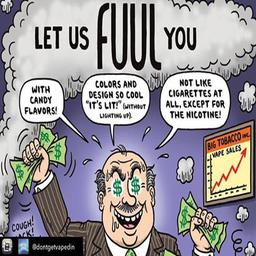 LET US FUUL YOU
WITH
CANDY
FLAVORS!
COLORS AND
DESIGN SO COOL
"IT'S LIT!" (WITHOUT
LIGHTING UP).
NOT LIKE
CIGARETTES AT
ALL, EXCEPT FOR
THE NICOTINE!
BIG TOBACCO INC.
VAPE SALES
COUGH!
@dontgetvapedin